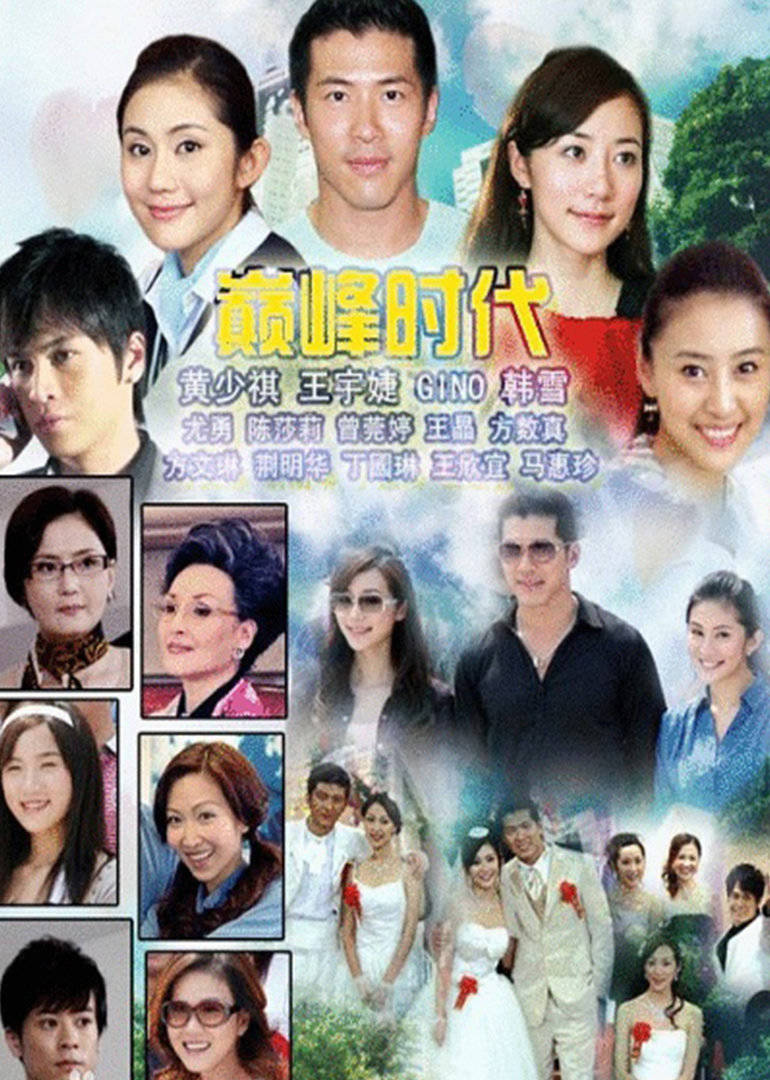 巅峰时代
黄少祺 王宇婕 GINO 韩雪
尤勇 陈莎莉 曾莞婷 王晶 方数真
方文琳 荆明华 丁國琳 王欣宜 马惠珍